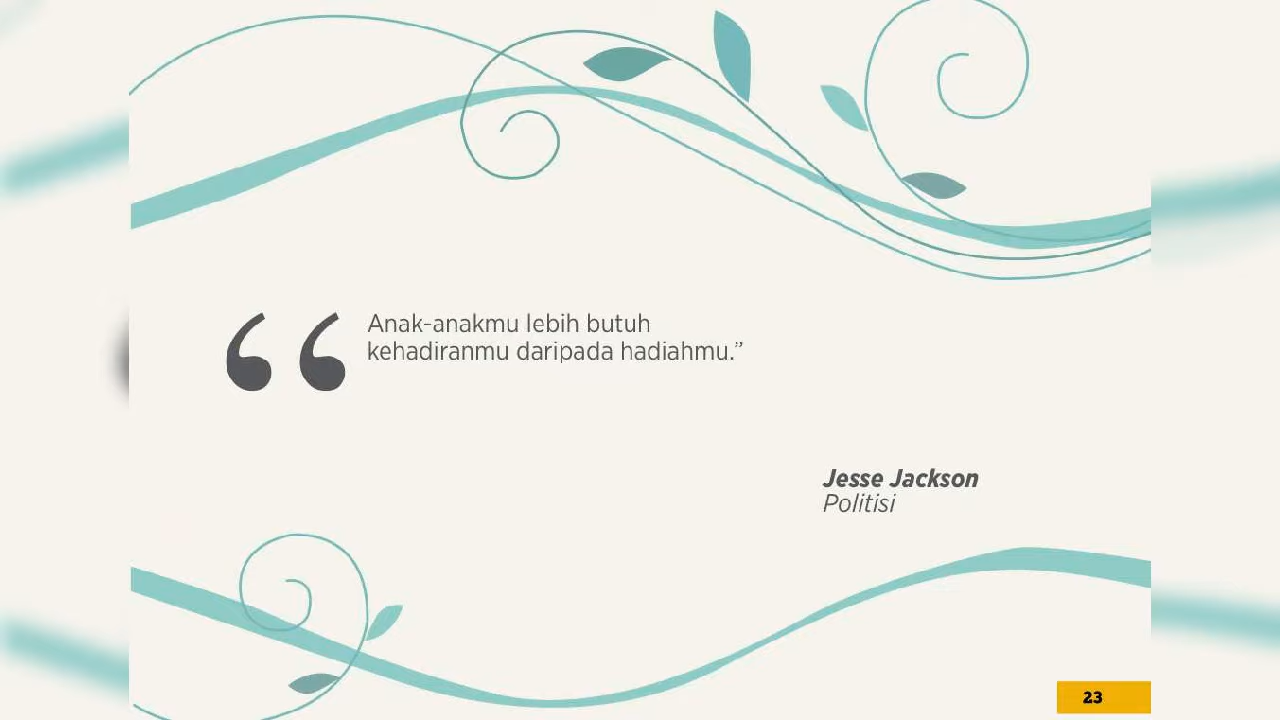 “
Anak-anakmu lebih butuh
kehadiranmu daripada hadiahmu.”
Jesse Jackson
Politisi
23